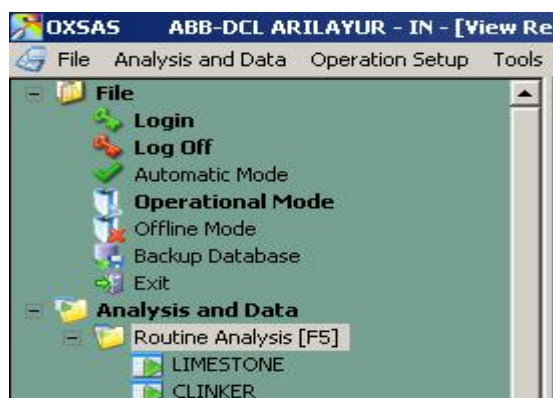 OXSAS ABB-DCL ARILAYUR - IN - [View Re
File Analysis and Data Operation Setup Tools
File
Login
Log Off
Automatic Mode
Operational Mode
Offline Mode
Backup Database
Exit
Analysis and Data
Routine Analysis [F5]
LIMESTONE
CLINKER